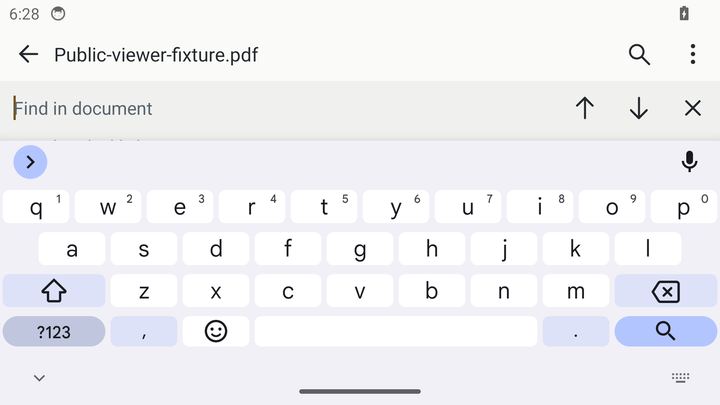 6:28
Public-viewer-fixture.pdf
Find in document
q 1 w 2 e 3 r 4 t 5 y 6 u 7 i 8 o 9 p 0
a s d f g h j k l
z x c v b n m
?123 , .